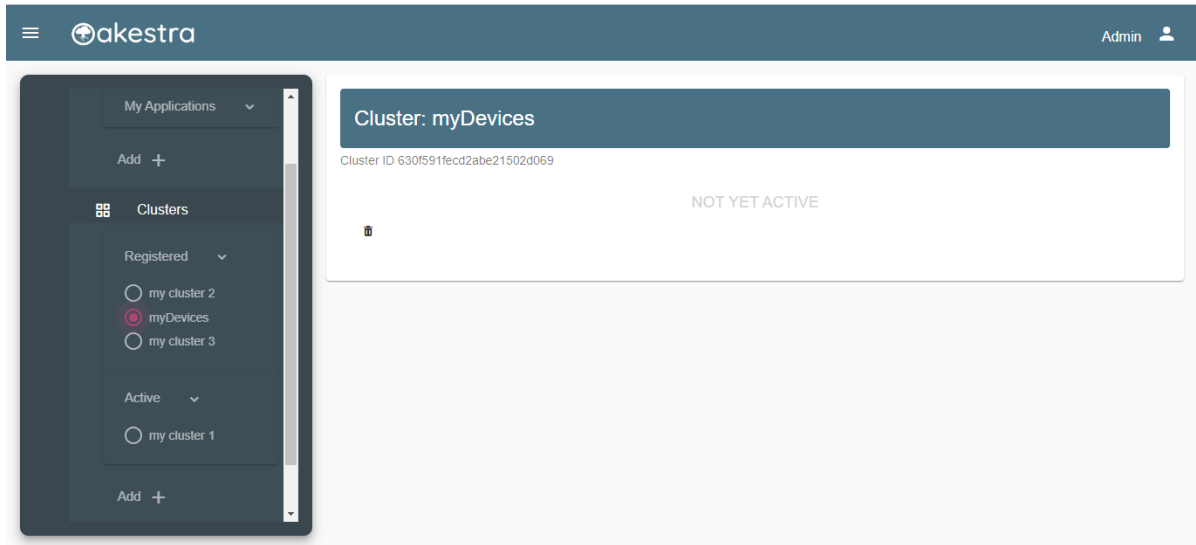 Oakestra
Admin
My Applications
Add +
Clusters
Registered
my cluster 2
myDevices
my cluster 3
Active
my cluster 1
Add +
Cluster: myDevices
Cluster ID 630f591fecd2abe21502d069
NOT YET ACTIVE